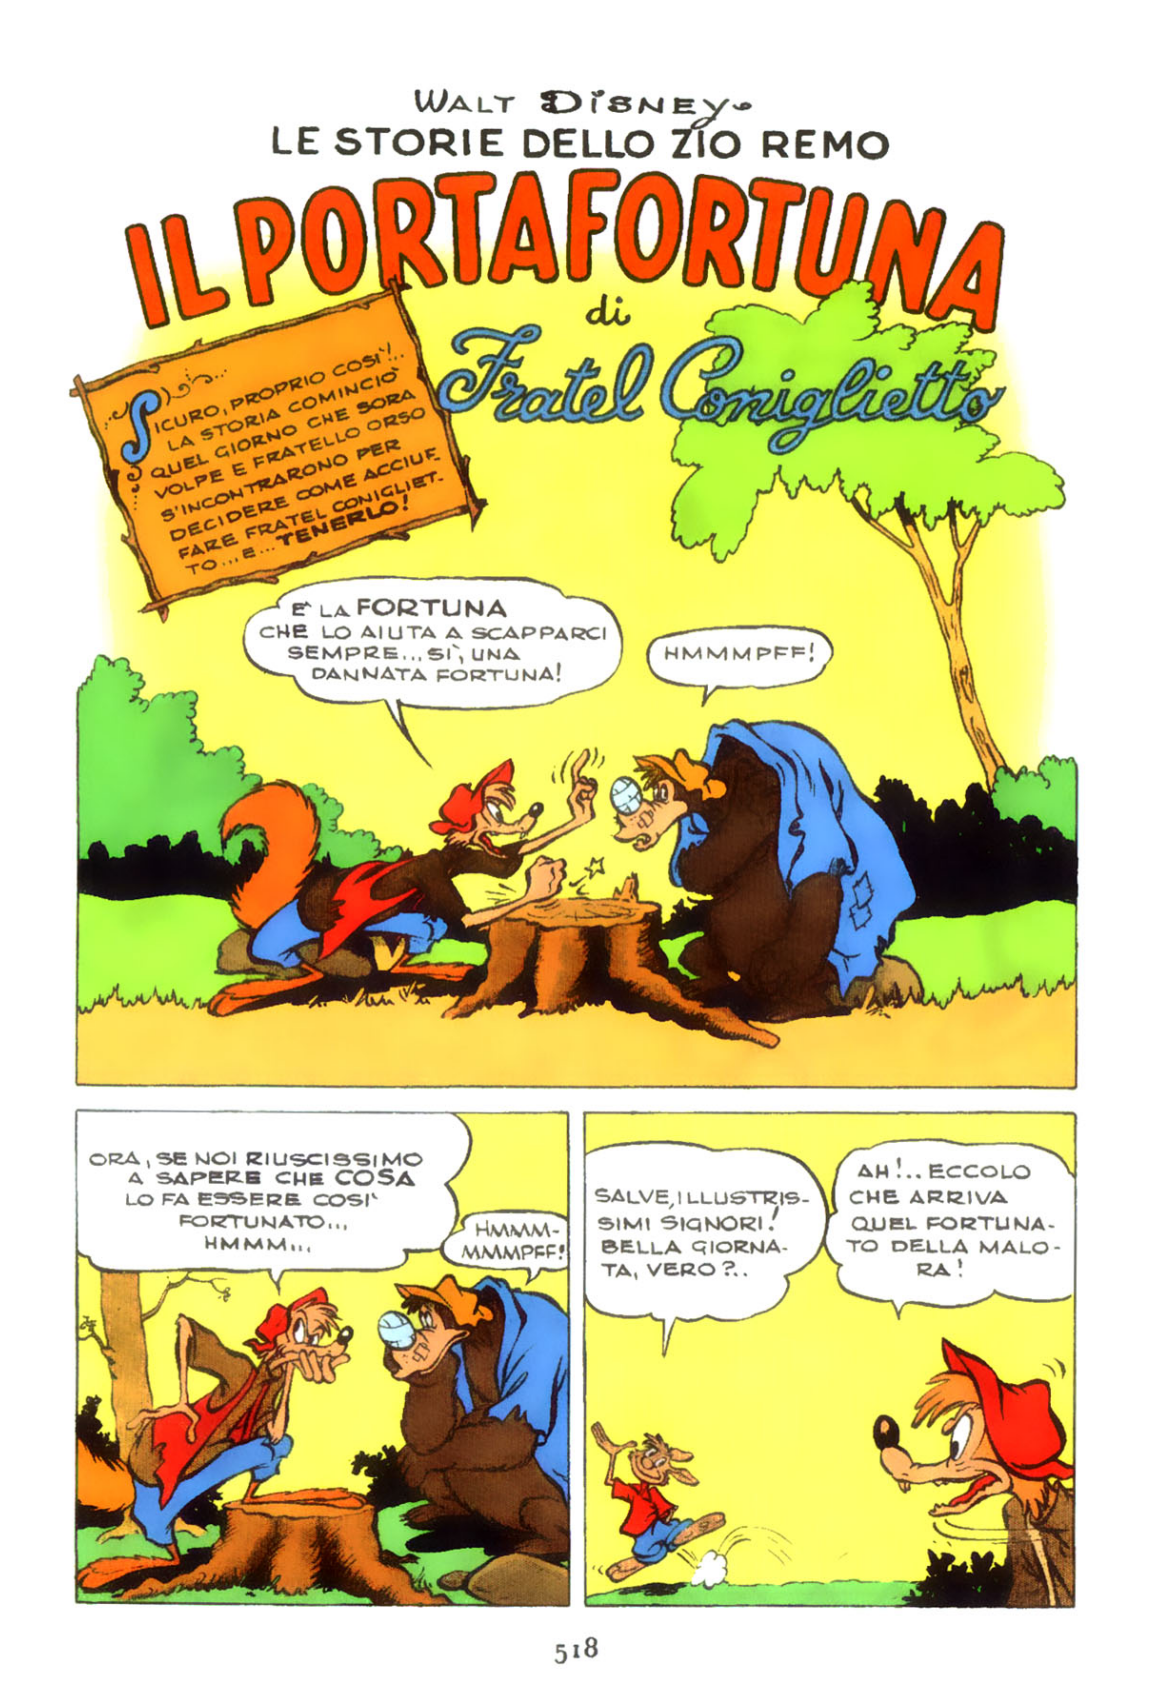 WALT DISNEY
LE STORIE DELLO ZIO REMO
IL PORTAFORTUNA
di
Fratel Coniglietto
SICURO, PROPRIO COSI'!..
LA STORIA COMINCIÒ
QUEL GIORNO CHE SORA
VOLPE E FRATELLO ORSO
S'INCONTRARONO PER
DECIDERE COME ACCIUF-
FARE FRATEL CONIGLIET-
TO... E... TENERLO!
E` LA FORTUNA
CHE LO AIUTA A SCAPPARCI
SEMPRE... SÌ, UNA
DANNATA FORTUNA!
HMMMPFF!
ORA, SE NOI RIUSCISSIMO
A SAPERE CHE COSA
LO FA ESSERE COSI`
FORTUNATO...
HMMM...
HMMM-
MMMPFF!
SALVE, ILLUSTRIS-
SIMI SIGNORI!
BELLA GIORNA-
TA, VERO?..
AH!.. ECCOLO
CHE ARRIVA
QUEL FORTUNA-
TO DELLA MALO-
RA!
518